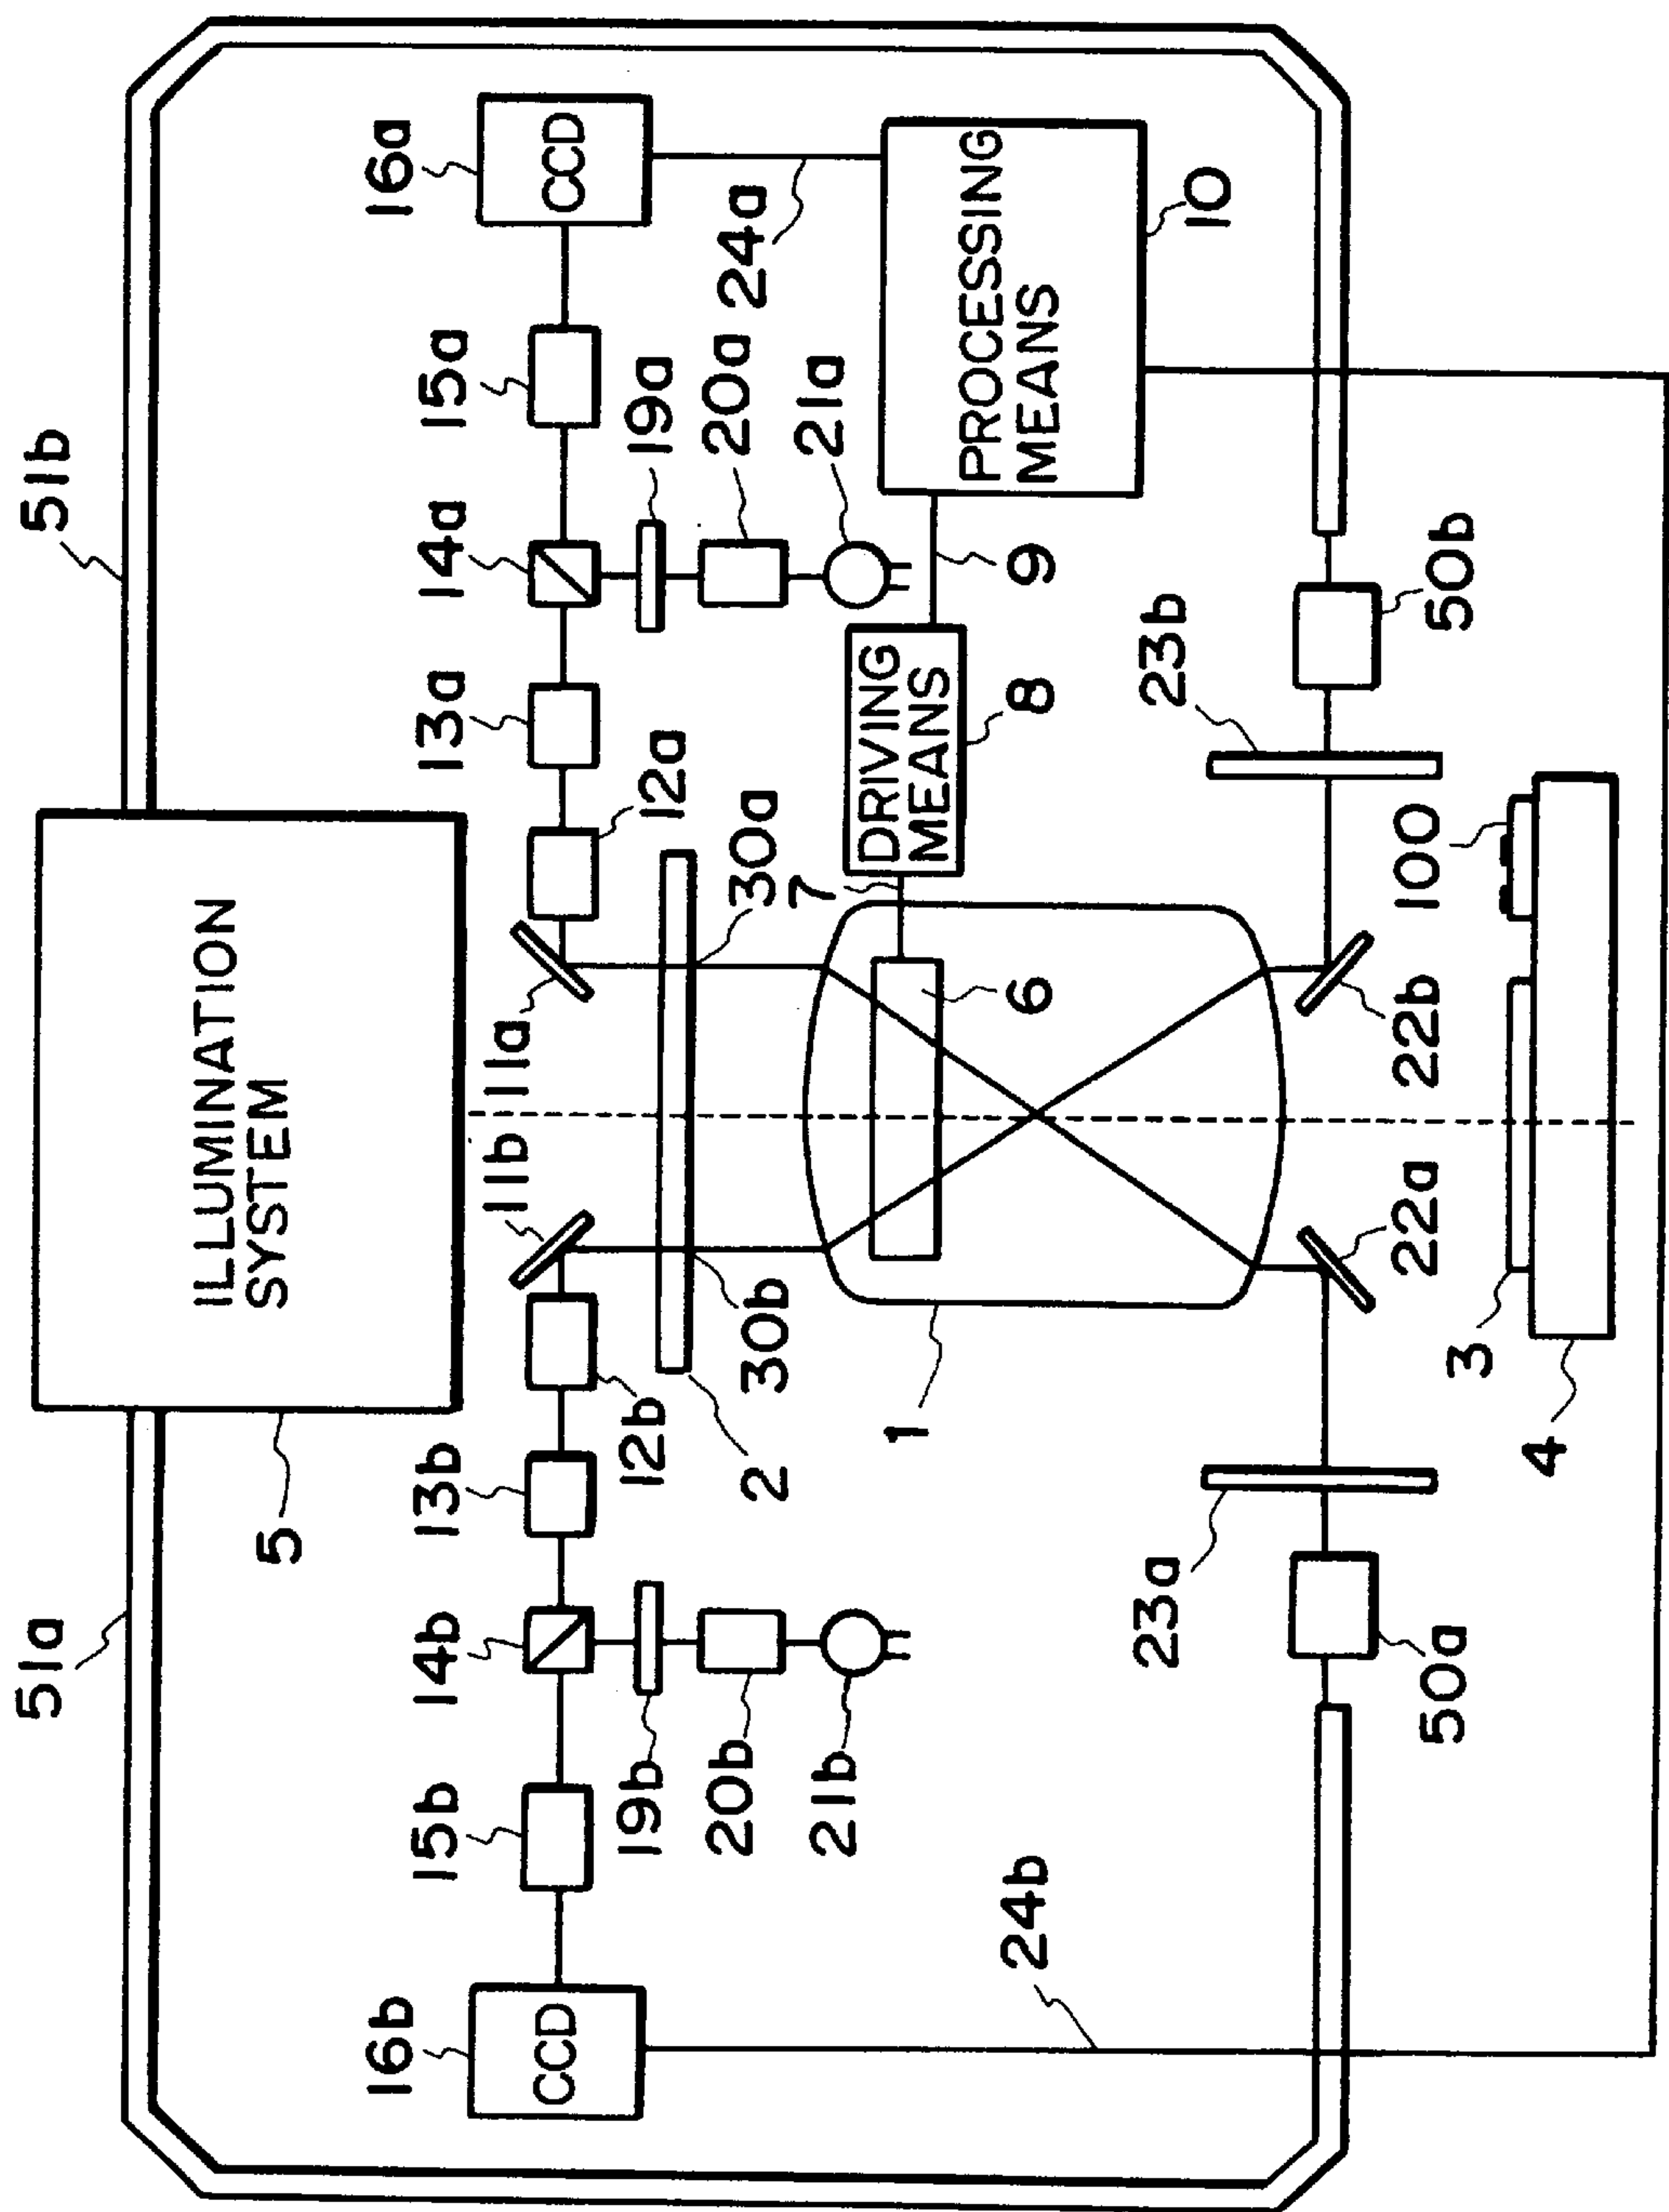 51a
51b
5
ILLUMINATION
SYSTEM
16b
15b
14b
13b
12b
11b
11a
12a
13a
14a
15a
16a
CCD
CCD
19b
20b
21b
19a
20a
21a
24a
24b
2
30b
30a
7
DRIVING
MEANS
8
9
PROCESSING
MEANS
10
1
6
23a
50a
22a
22b
23b
50b
3
4
100